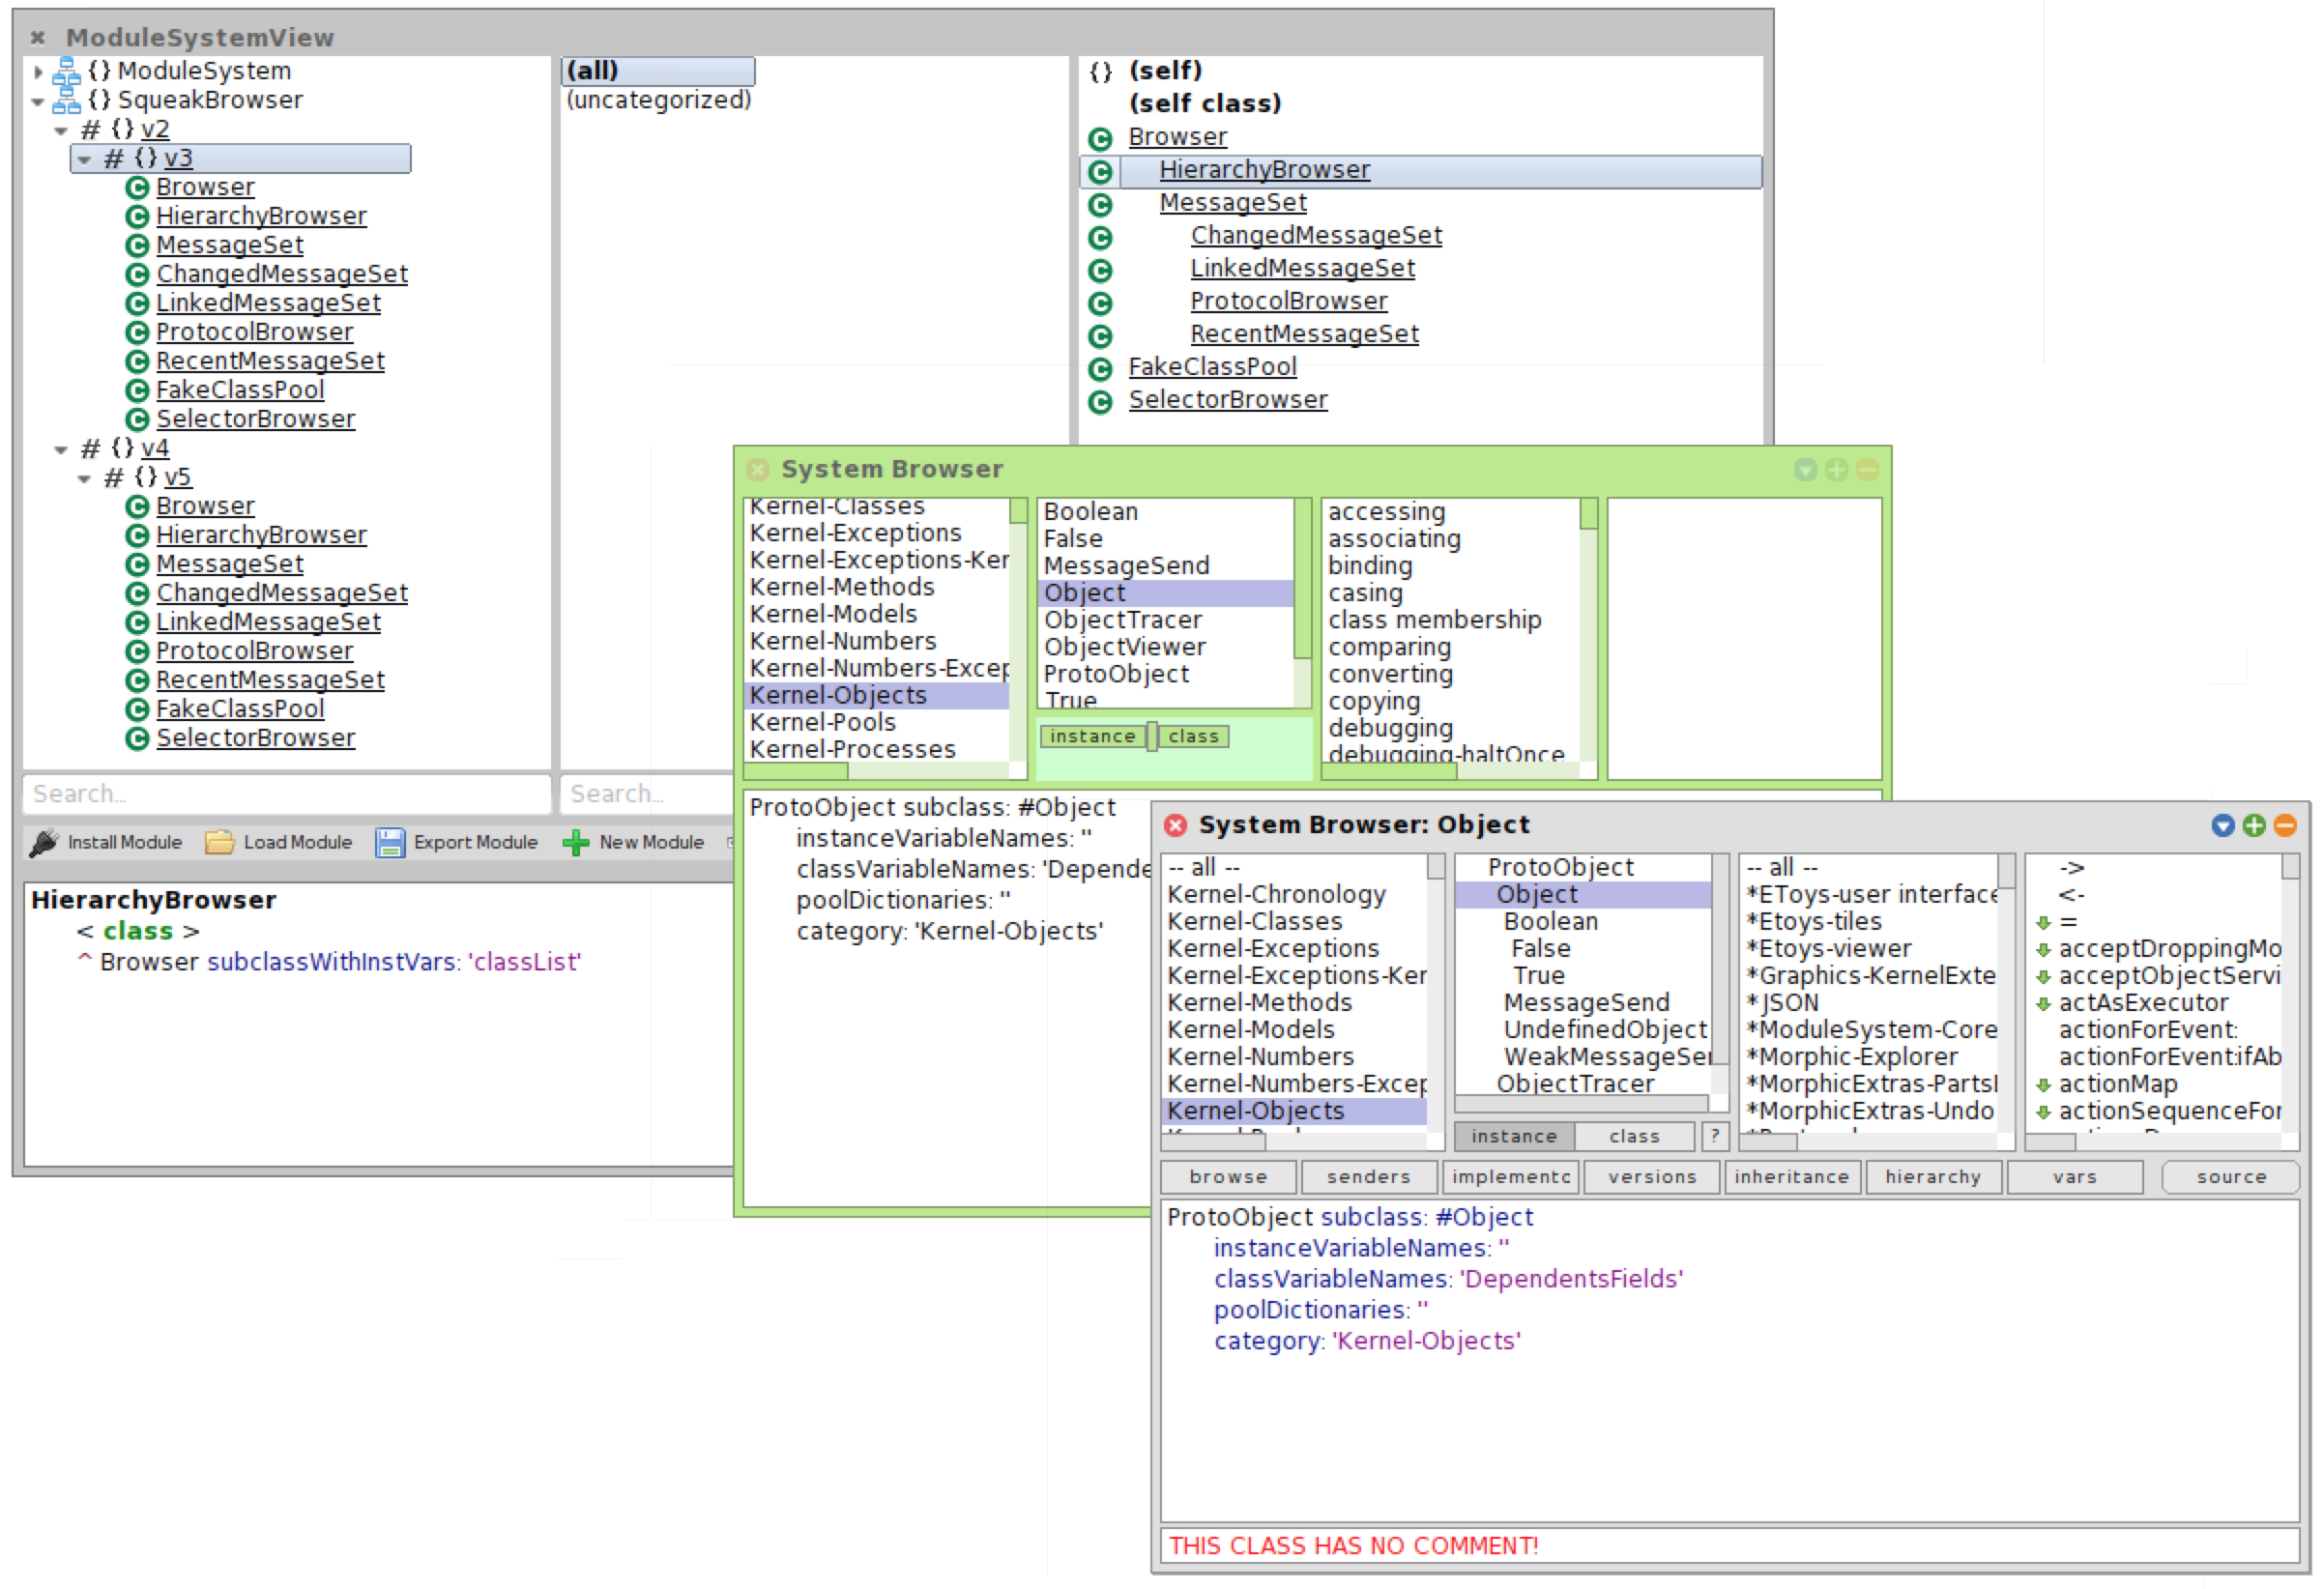 ModuleSystemView
{} ModuleSystem
{} SqueakBrowser
# {} v2
# {} v3
Browser
HierarchyBrowser
MessageSet
ChangedMessageSet
LinkedMessageSet
ProtocolBrowser
RecentMessageSet
FakeClassPool
SelectorBrowser
# {} v4
# {} v5
Browser
HierarchyBrowser
MessageSet
ChangedMessageSet
LinkedMessageSet
ProtocolBrowser
RecentMessageSet
FakeClassPool
SelectorBrowser
Search...
(all)
(uncategorized)
Search...
{} (self)
(self class)
Browser
HierarchyBrowser
MessageSet
ChangedMessageSet
LinkedMessageSet
ProtocolBrowser
RecentMessageSet
FakeClassPool
SelectorBrowser
Install Module Load Module Export Module New Module
HierarchyBrowser
< class >
^ Browser subclassWithInstVars: 'classList'
System Browser
Kernel-Classes
Kernel-Exceptions
Kernel-Exceptions-Ker
Kernel-Methods
Kernel-Models
Kernel-Numbers
Kernel-Numbers-Excep
Kernel-Objects
Kernel-Pools
Kernel-Processes
Boolean
False
MessageSend
Object
ObjectTracer
ObjectViewer
ProtoObject
True
instance class
accessing
associating
binding
casing
class membership
comparing
converting
copying
debugging
debugging-haltOnce
ProtoObject subclass: #Object
instanceVariableNames: ''
classVariableNames: 'Depende
poolDictionaries: ''
category: 'Kernel-Objects'
System Browser: Object
-- all --
Kernel-Chronology
Kernel-Classes
Kernel-Exceptions
Kernel-Exceptions-Ker
Kernel-Methods
Kernel-Models
Kernel-Numbers
Kernel-Numbers-Excep
Kernel-Objects
ProtoObject
Object
Boolean
False
True
MessageSend
UndefinedObject
WeakMessageSer
ObjectTracer
instance class ?
-- all --
*EToys-user interface
*Etoys-tiles
*Etoys-viewer
*Graphics-KernelExte
*JSON
*ModuleSystem-Core
*Morphic-Explorer
*MorphicExtras-PartsI
*MorphicExtras-Undo
->
<-
=
acceptDroppingMo
acceptObjectServi
actAsExecutor
actionForEvent:
actionForEvent:ifAb
actionMap
actionSequenceFor
browse senders implementc versions inheritance hierarchy vars source
ProtoObject subclass: #Object
instanceVariableNames: ''
classVariableNames: 'DependentsFields'
poolDictionaries: ''
category: 'Kernel-Objects'
THIS CLASS HAS NO COMMENT!